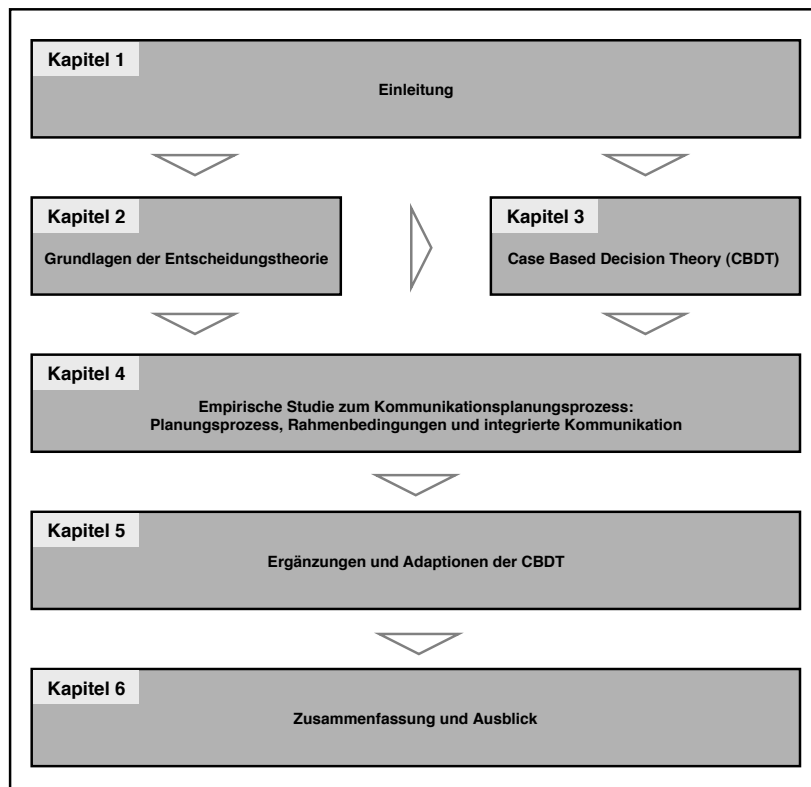 Kapitel 1
Einleitung
Kapitel 2
Grundlagen der Entscheidungstheorie
Kapitel 3
Case Based Decision Theory (CBDT)
Kapitel 4
Empirische Studie zum Kommunikationsplanungsprozess:
Planungsprozess, Rahmenbedingungen und integrierte Kommunikation
Kapitel 5
Ergänzungen und Adaptionen der CBDT
Kapitel 6
Zusammenfassung und Ausblick